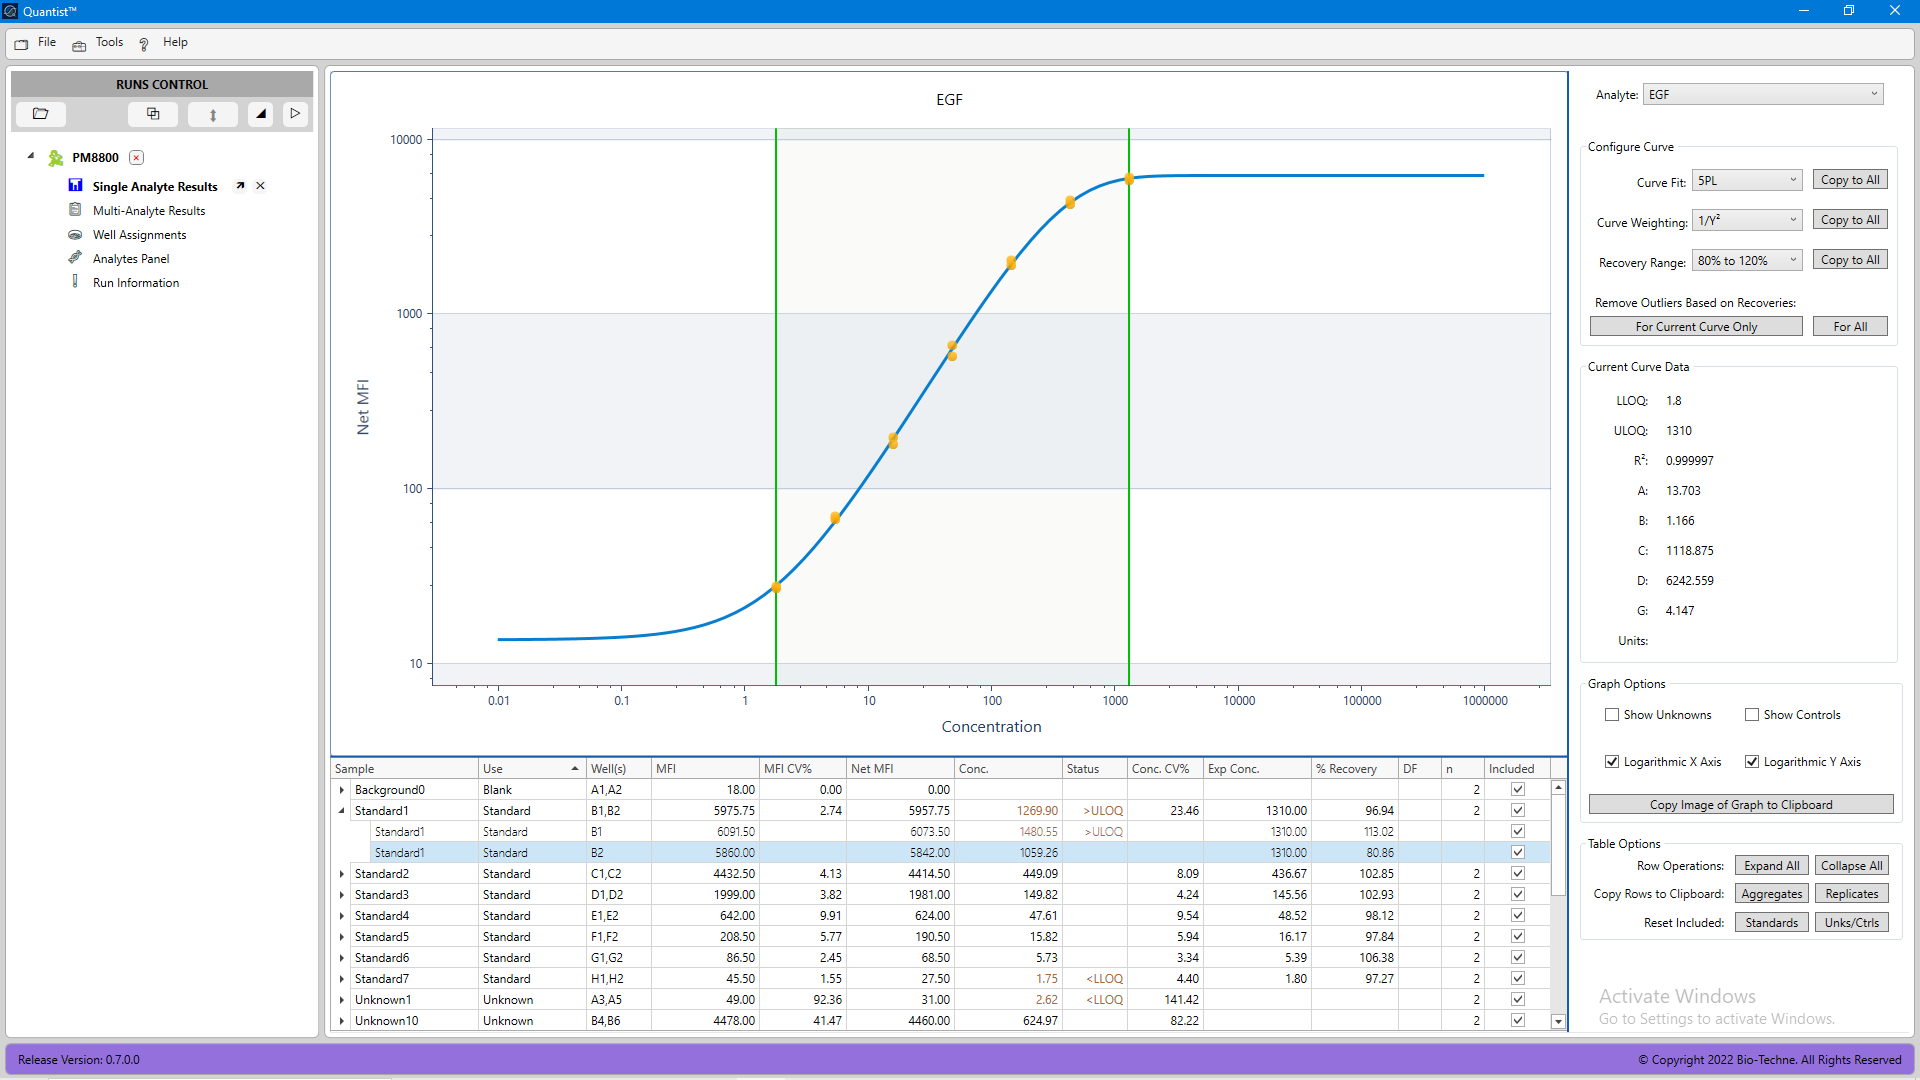 Quantist™
File Tools ? Help
RUNS CONTROL
PM8800
Single Analyte Results
Multi-Analyte Results
Well Assignments
Analytes Panel
Run Information
EGF
10000
1000
100
10
Net MFI
0.01 0.1 1 10 100 1000 10000 100000 1000000
Concentration
Sample Use Well(s) MFI MFI CV% Net MFI Conc. Status Conc. CV% Exp Conc. % Recovery DF n Included
Background0 Blank A1,A2 18.00 0.00 0.00 2
Standard1 Standard B1,B2 5975.75 2.74 5957.75 1269.90 >ULOQ 23.46 1310.00 96.94 2
Standard1 Standard B1 6091.50 6073.50 1480.55 >ULOQ 1310.00 113.02
Standard1 Standard B2 5860.00 5842.00 1059.26 1310.00 80.86
Standard2 Standard C1,C2 4432.50 4.13 4414.50 449.09 8.09 436.67 102.85 2
Standard3 Standard D1,D2 1999.00 3.82 1981.00 149.82 4.24 145.56 102.93 2
Standard4 Standard E1,E2 642.00 9.91 624.00 47.61 9.54 48.52 98.12 2
Standard5 Standard F1,F2 208.50 5.77 190.50 15.82 5.94 16.17 97.84 2
Standard6 Standard G1,G2 86.50 2.45 68.50 5.73 3.34 5.39 106.38 2
Standard7 Standard H1,H2 45.50 1.55 27.50 1.75 <LLOQ 4.40 1.80 97.27 2
Unknown1 Unknown A3,A5 49.00 92.36 31.00 2.62 <LLOQ 141.42 2
Unknown10 Unknown B4,B6 4478.00 41.47 4460.00 624.97 82.22 2
Analyte: EGF
Configure Curve
Curve Fit: 5PL Copy to All
Curve Weighting: 1/Y² Copy to All
Recovery Range: 80% to 120% Copy to All
Remove Outliers Based on Recoveries:
For Current Curve Only For All
Current Curve Data
LLOQ: 1.8
ULOQ: 1310
R²: 0.999997
A: 13.703
B: 1.166
C: 1118.875
D: 6242.559
G: 4.147
Units:
Graph Options
Show Unknowns Show Controls
Logarithmic X Axis Logarithmic Y Axis
Copy Image of Graph to Clipboard
Table Options
Row Operations: Expand All Collapse All
Copy Rows to Clipboard: Aggregates Replicates
Reset Included: Standards Unks/Ctrls
Activate Windows
Go to Settings to activate Windows.
Release Version: 0.7.0.0
© Copyright 2022 Bio-Techne. All Rights Reserved